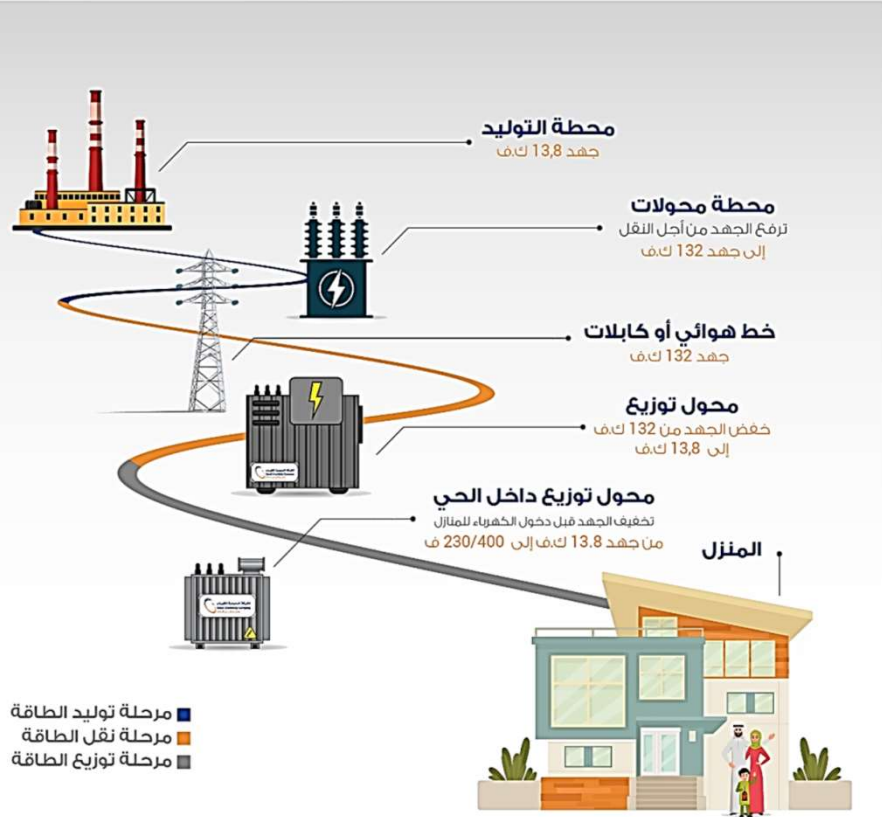 محطة التوليد
جهد 13,8 ك.ف
محطة محولات
ترفع الجهد من أجل النقل
إلى جهد 132 ك.ف
خط هوائي أو كابلات
جهد 132 ك.ف
محول توزيع
خفض الجهد من 132 ك.ف
إلى 13,8 ك.ف
محول توزيع داخل الحي
تخفيف الجهد قبل دخول الكهرباء للمنازل
من جهد 13.8 ك.ف إلى 230/400 ف
المنزل
مرحلة توليد الطاقة
مرحلة نقل الطاقة
مرحلة توزيع الطاقة